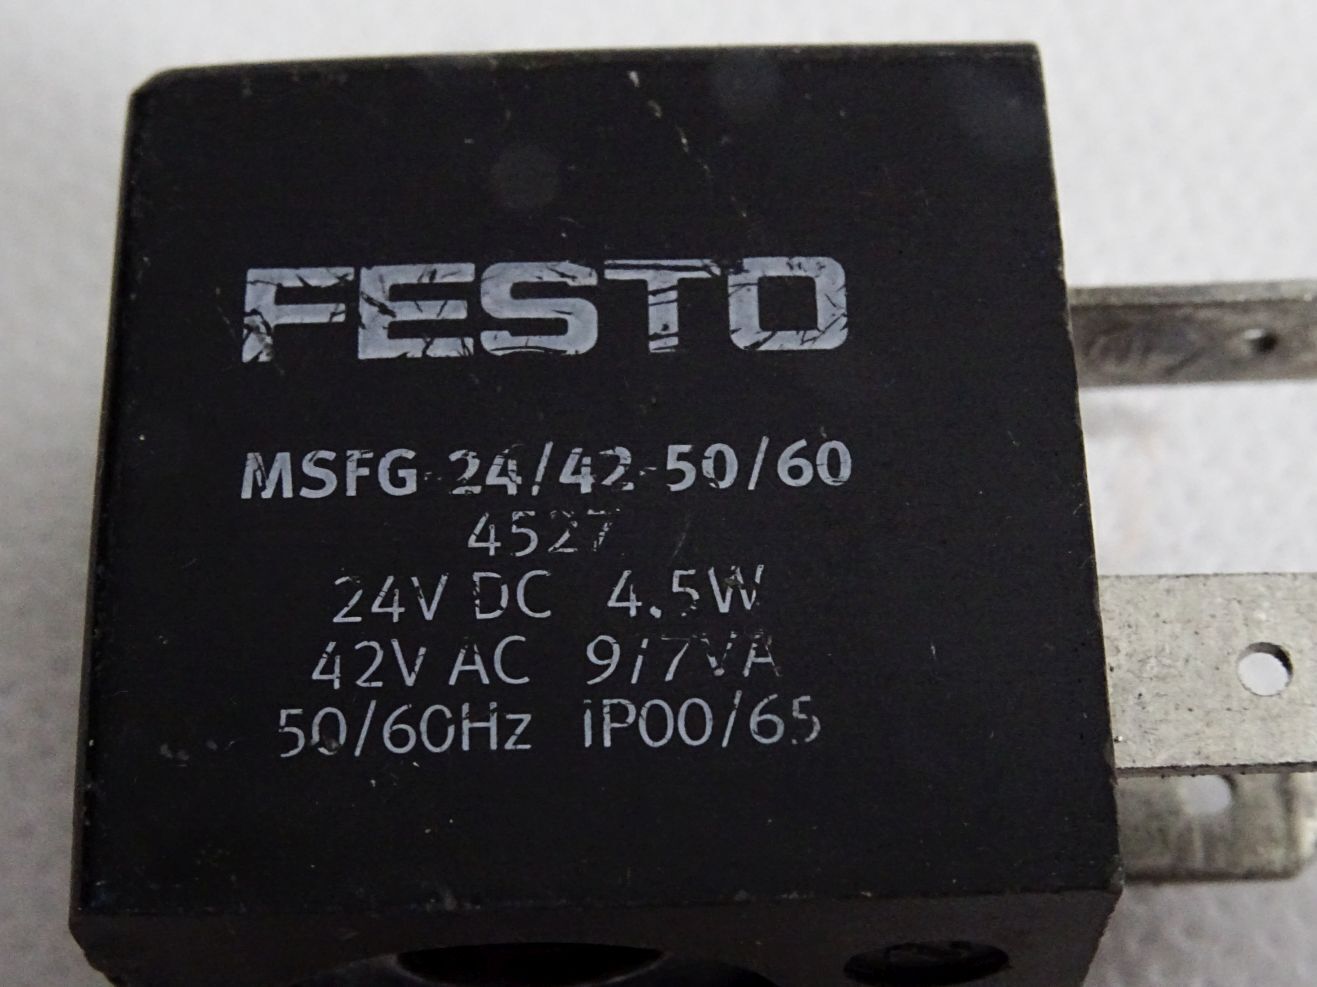 FESTO
MSFG-24/42-50/60
4527
24V DC 4.5W
42V AC 9/7VA
50/60Hz IP00/65